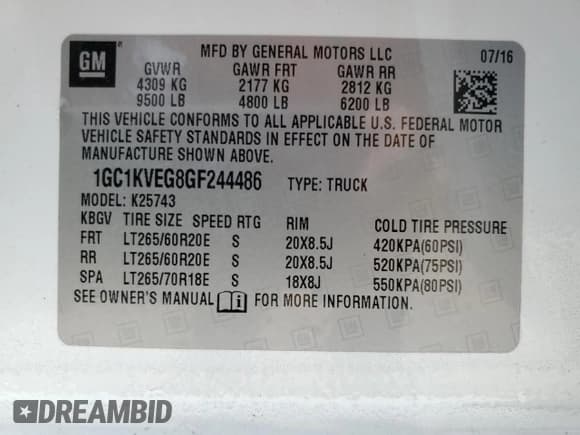 GM
MFD BY GENERAL MOTORS LLC 07/16
GVWR GAWR FRT GAWR RR
4309 KG 2177 KG 2812 KG
9500 LB 4800 LB 6200 LB
THIS VEHICLE CONFORMS TO ALL APPLICABLE U.S. FEDERAL MOTOR
VEHICLE SAFETY STANDARDS IN EFFECT ON THE DATE OF
MANUFACTURE SHOWN ABOVE.
1GC1KVEG8GF244486 TYPE: TRUCK
MODEL: K25743
KBGV TIRE SIZE SPEED RTG RIM COLD TIRE PRESSURE
FRT LT265/60R20E S 20X8.5J 420KPA(60PSI)
RR LT265/60R20E S 20X8.5J 520KPA(75PSI)
SPA LT265/70R18E S 18X8J 550KPA(80PSI)
SEE OWNER'S MANUAL FOR MORE INFORMATION.
DREAMBID